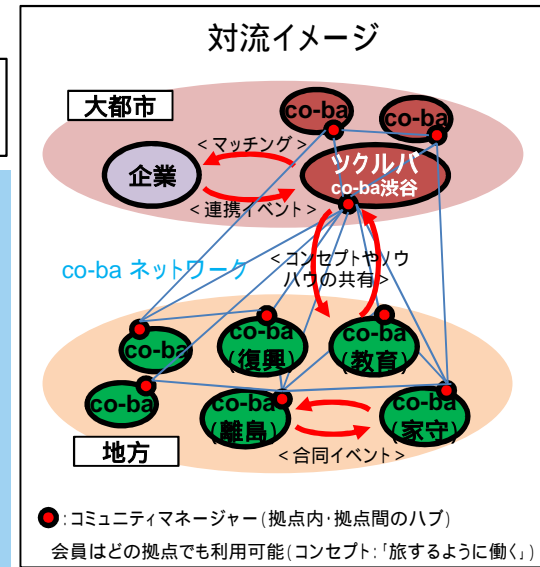 対流イメージ
大都市
co-ba
co-ba
<マッチング>
企業
ツクルバ
co-ba渋谷
<連携イベント>
co-ba ネットワーク
<コンセプトやノウ
ハウの共有>
co-ba
co-ba
(復興)
co-ba
(教育)
co-ba
co-ba
(離島)
co-ba
(家守)
地方
<合同イベント>
:コミュニティマネージャー(拠点内・拠点間のハブ)
会員はどの拠点でも利用可能(コンセプト:「旅するように働く」)